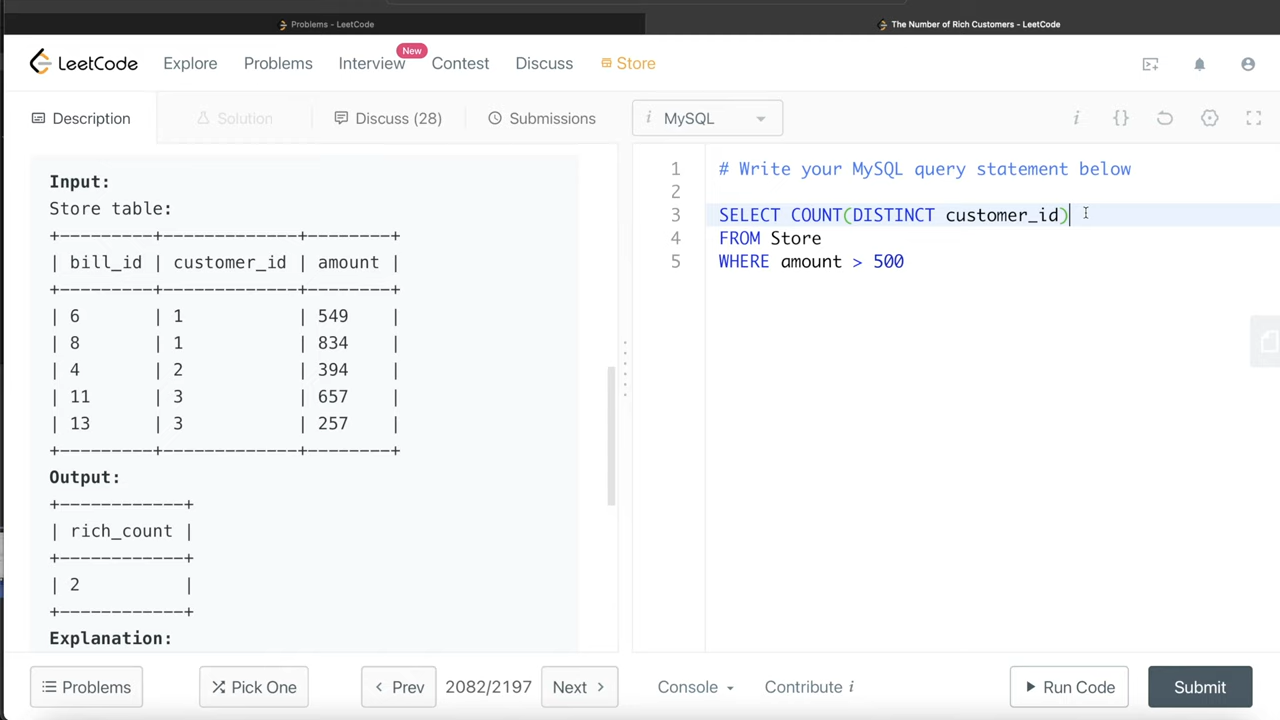 Problems - LeetCode
The Number of Rich Customers - LeetCode
LeetCode Explore Problems Interview New Contest Discuss Store
Description Solution Discuss (28) Submissions
i MySQL i {}
Input:
Store table:
+---------+-------------+--------+
| bill_id | customer_id | amount |
+---------+-------------+--------+
| 6 | 1 | 549 |
| 8 | 1 | 834 |
| 4 | 2 | 394 |
| 11 | 3 | 657 |
| 13 | 3 | 257 |
+---------+-------------+--------+
Output:
+------------+
| rich_count |
+------------+
| 2 |
+------------+
Explanation:
1 # Write your MySQL query statement below
2
3 SELECT COUNT(DISTINCT customer_id)
4 FROM Store
5 WHERE amount > 500
Problems Pick One < Prev 2082/2197 Next > Console Contribute i Run Code Submit